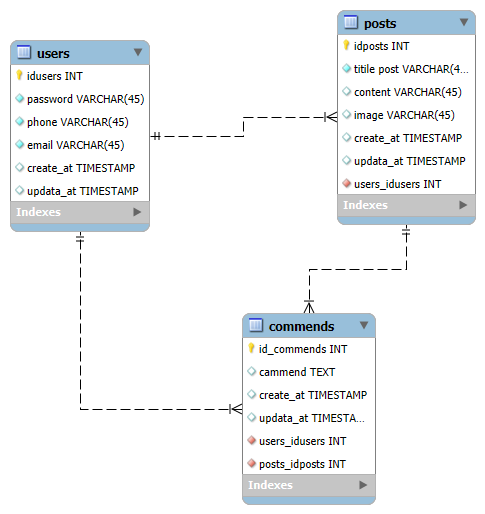 users
idusers INT
password VARCHAR(45)
phone VARCHAR(45)
email VARCHAR(45)
create_at TIMESTAMP
updata_at TIMESTAMP
Indexes
posts
idposts INT
titile post VARCHAR(4...
content VARCHAR(45)
image VARCHAR(45)
create_at TIMESTAMP
updata_at TIMESTAMP
users_idusers INT
Indexes
commends
id_commends INT
cammend TEXT
create_at TIMESTAMP
updata_at TIMESTA...
users_idusers INT
posts_idposts INT
Indexes